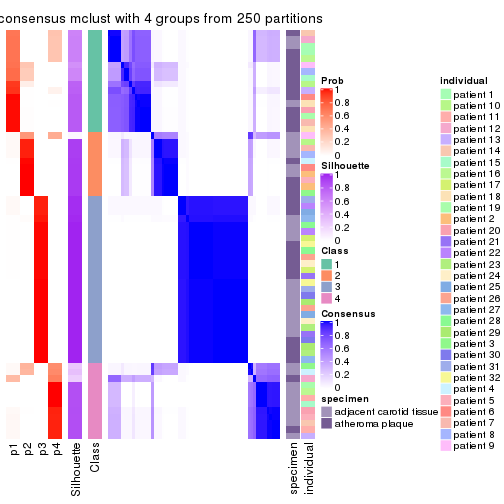 consensus mclust with 4 groups from 250 partitions
Prob
1
0.8
0.6
0.4
0.2
0
Silhouette
1
0.8
0.6
0.4
0.2
0
Class
1
2
3
4
Consensus
1
0.8
0.6
0.4
0.2
0
specimen
adjacent carotid tissue
atheroma plaque
individual
patient 1
patient 10
patient 11
patient 12
patient 13
patient 14
patient 15
patient 16
patient 17
patient 18
patient 19
patient 2
patient 20
patient 21
patient 22
patient 23
patient 24
patient 25
patient 26
patient 27
patient 28
patient 29
patient 3
patient 30
patient 31
patient 32
patient 4
patient 5
patient 6
patient 7
patient 8
patient 9
p1
p2
p3
p4
Silhouette
Class
specimen
individual